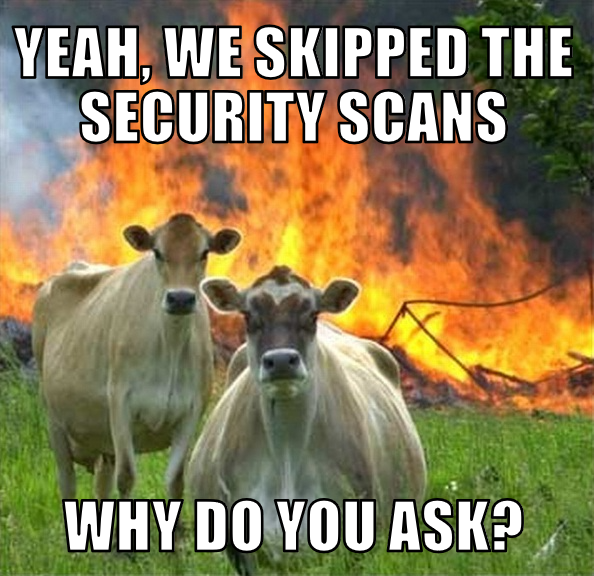 YEAH, WE SKIPPED THE
SECURITY SCANS
WHY DO YOU ASK?